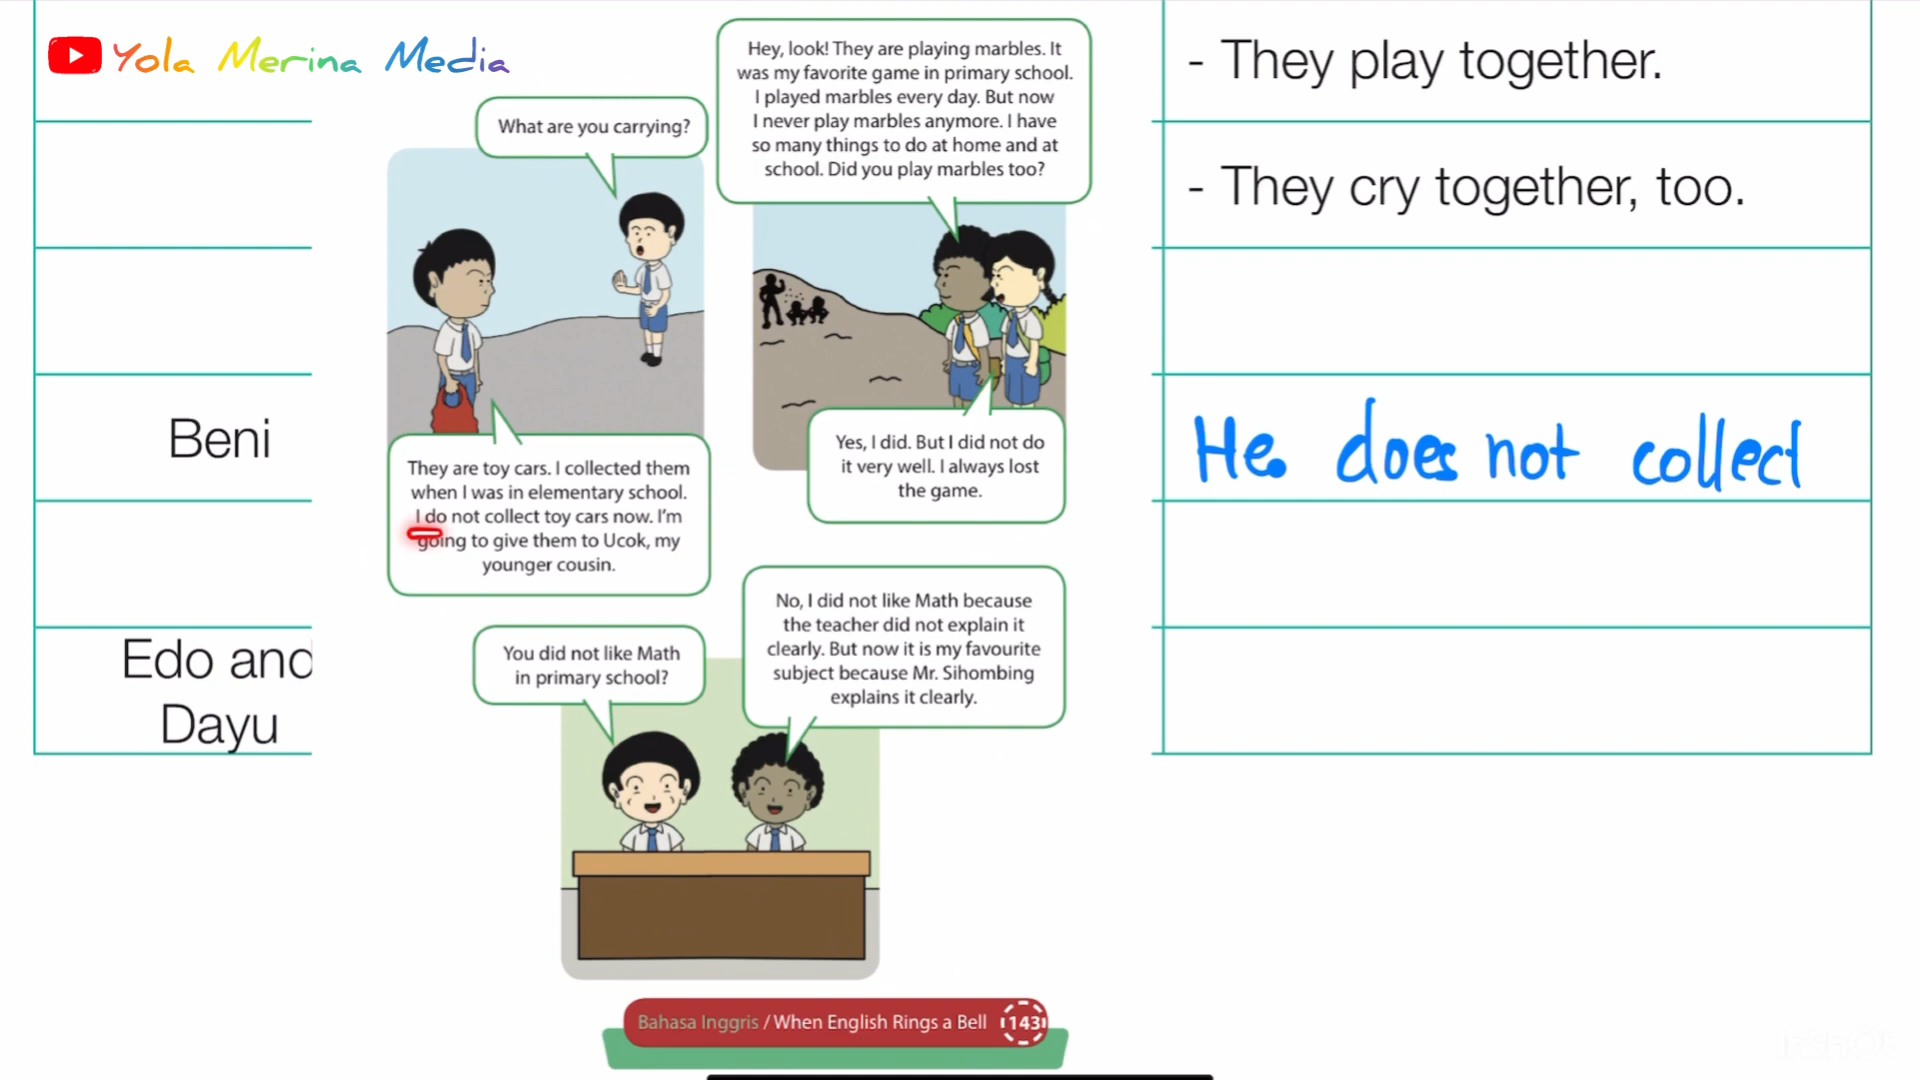 Yola Merina Media
- They play together.
- They cry together, too.
Beni
He does not collect
Edo and
Dayu
What are you carrying?
They are toy cars. I collected them
when I was in elementary school.
I do not collect toy cars now. I'm
going to give them to Ucok, my
younger cousin.
Hey, look! They are playing marbles. It
was my favorite game in primary school.
I played marbles every day. But now
I never play marbles anymore. I have
so many things to do at home and at
school. Did you play marbles too?
Yes, I did. But I did not do
it very well. I always lost
the game.
You did not like Math
in primary school?
No, I did not like Math because
the teacher did not explain it
clearly. But now it is my favourite
subject because Mr. Sihombing
explains it clearly.
Bahasa Inggris / When English Rings a Bell 143